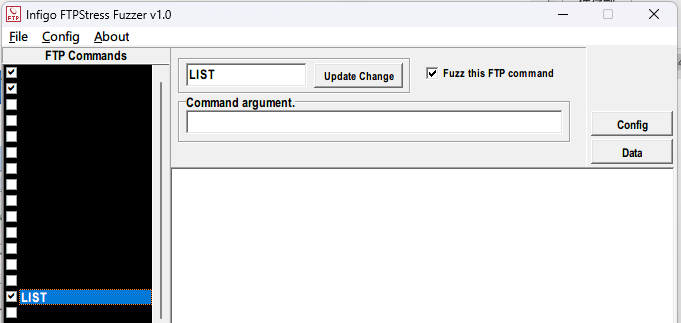 Infigo FTPStress Fuzzer v1.0
File Config About
FTP Commands
LIST
Update Change
Fuzz this FTP command
Command argument.
Config
Data
LIST